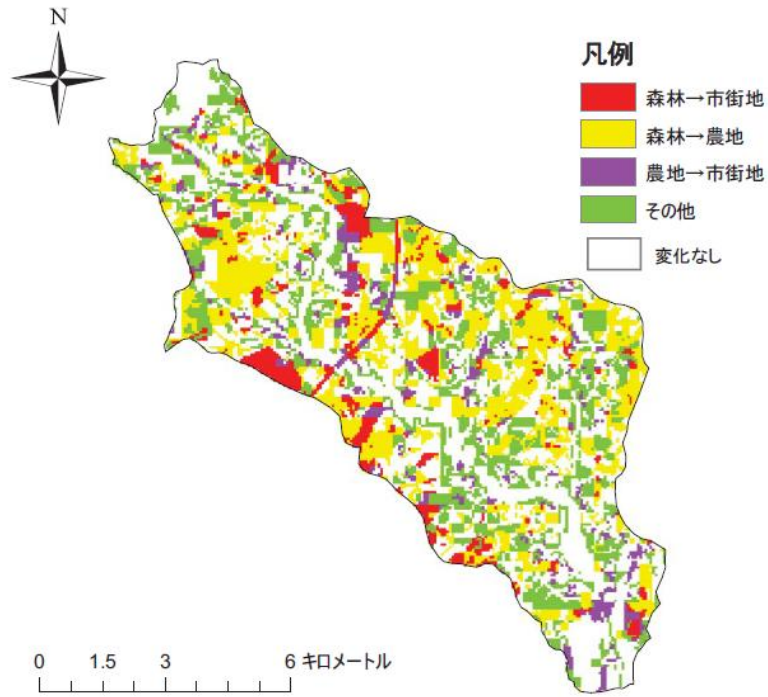 N
凡例
森林→市街地
森林→農地
農地→市街地
その他
変化なし
0 1.5 3 6 キロメートル